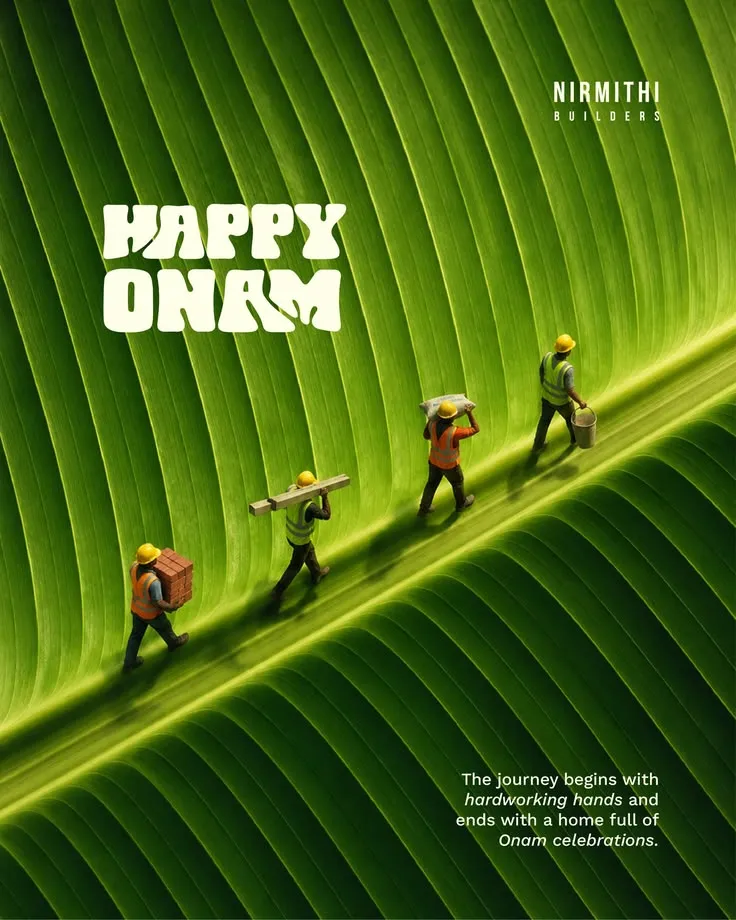 NIRMITHI
BUILDERS
HAPPY
ONAM
The journey begins with
hardworking hands and
ends with a home full of
Onam celebrations.